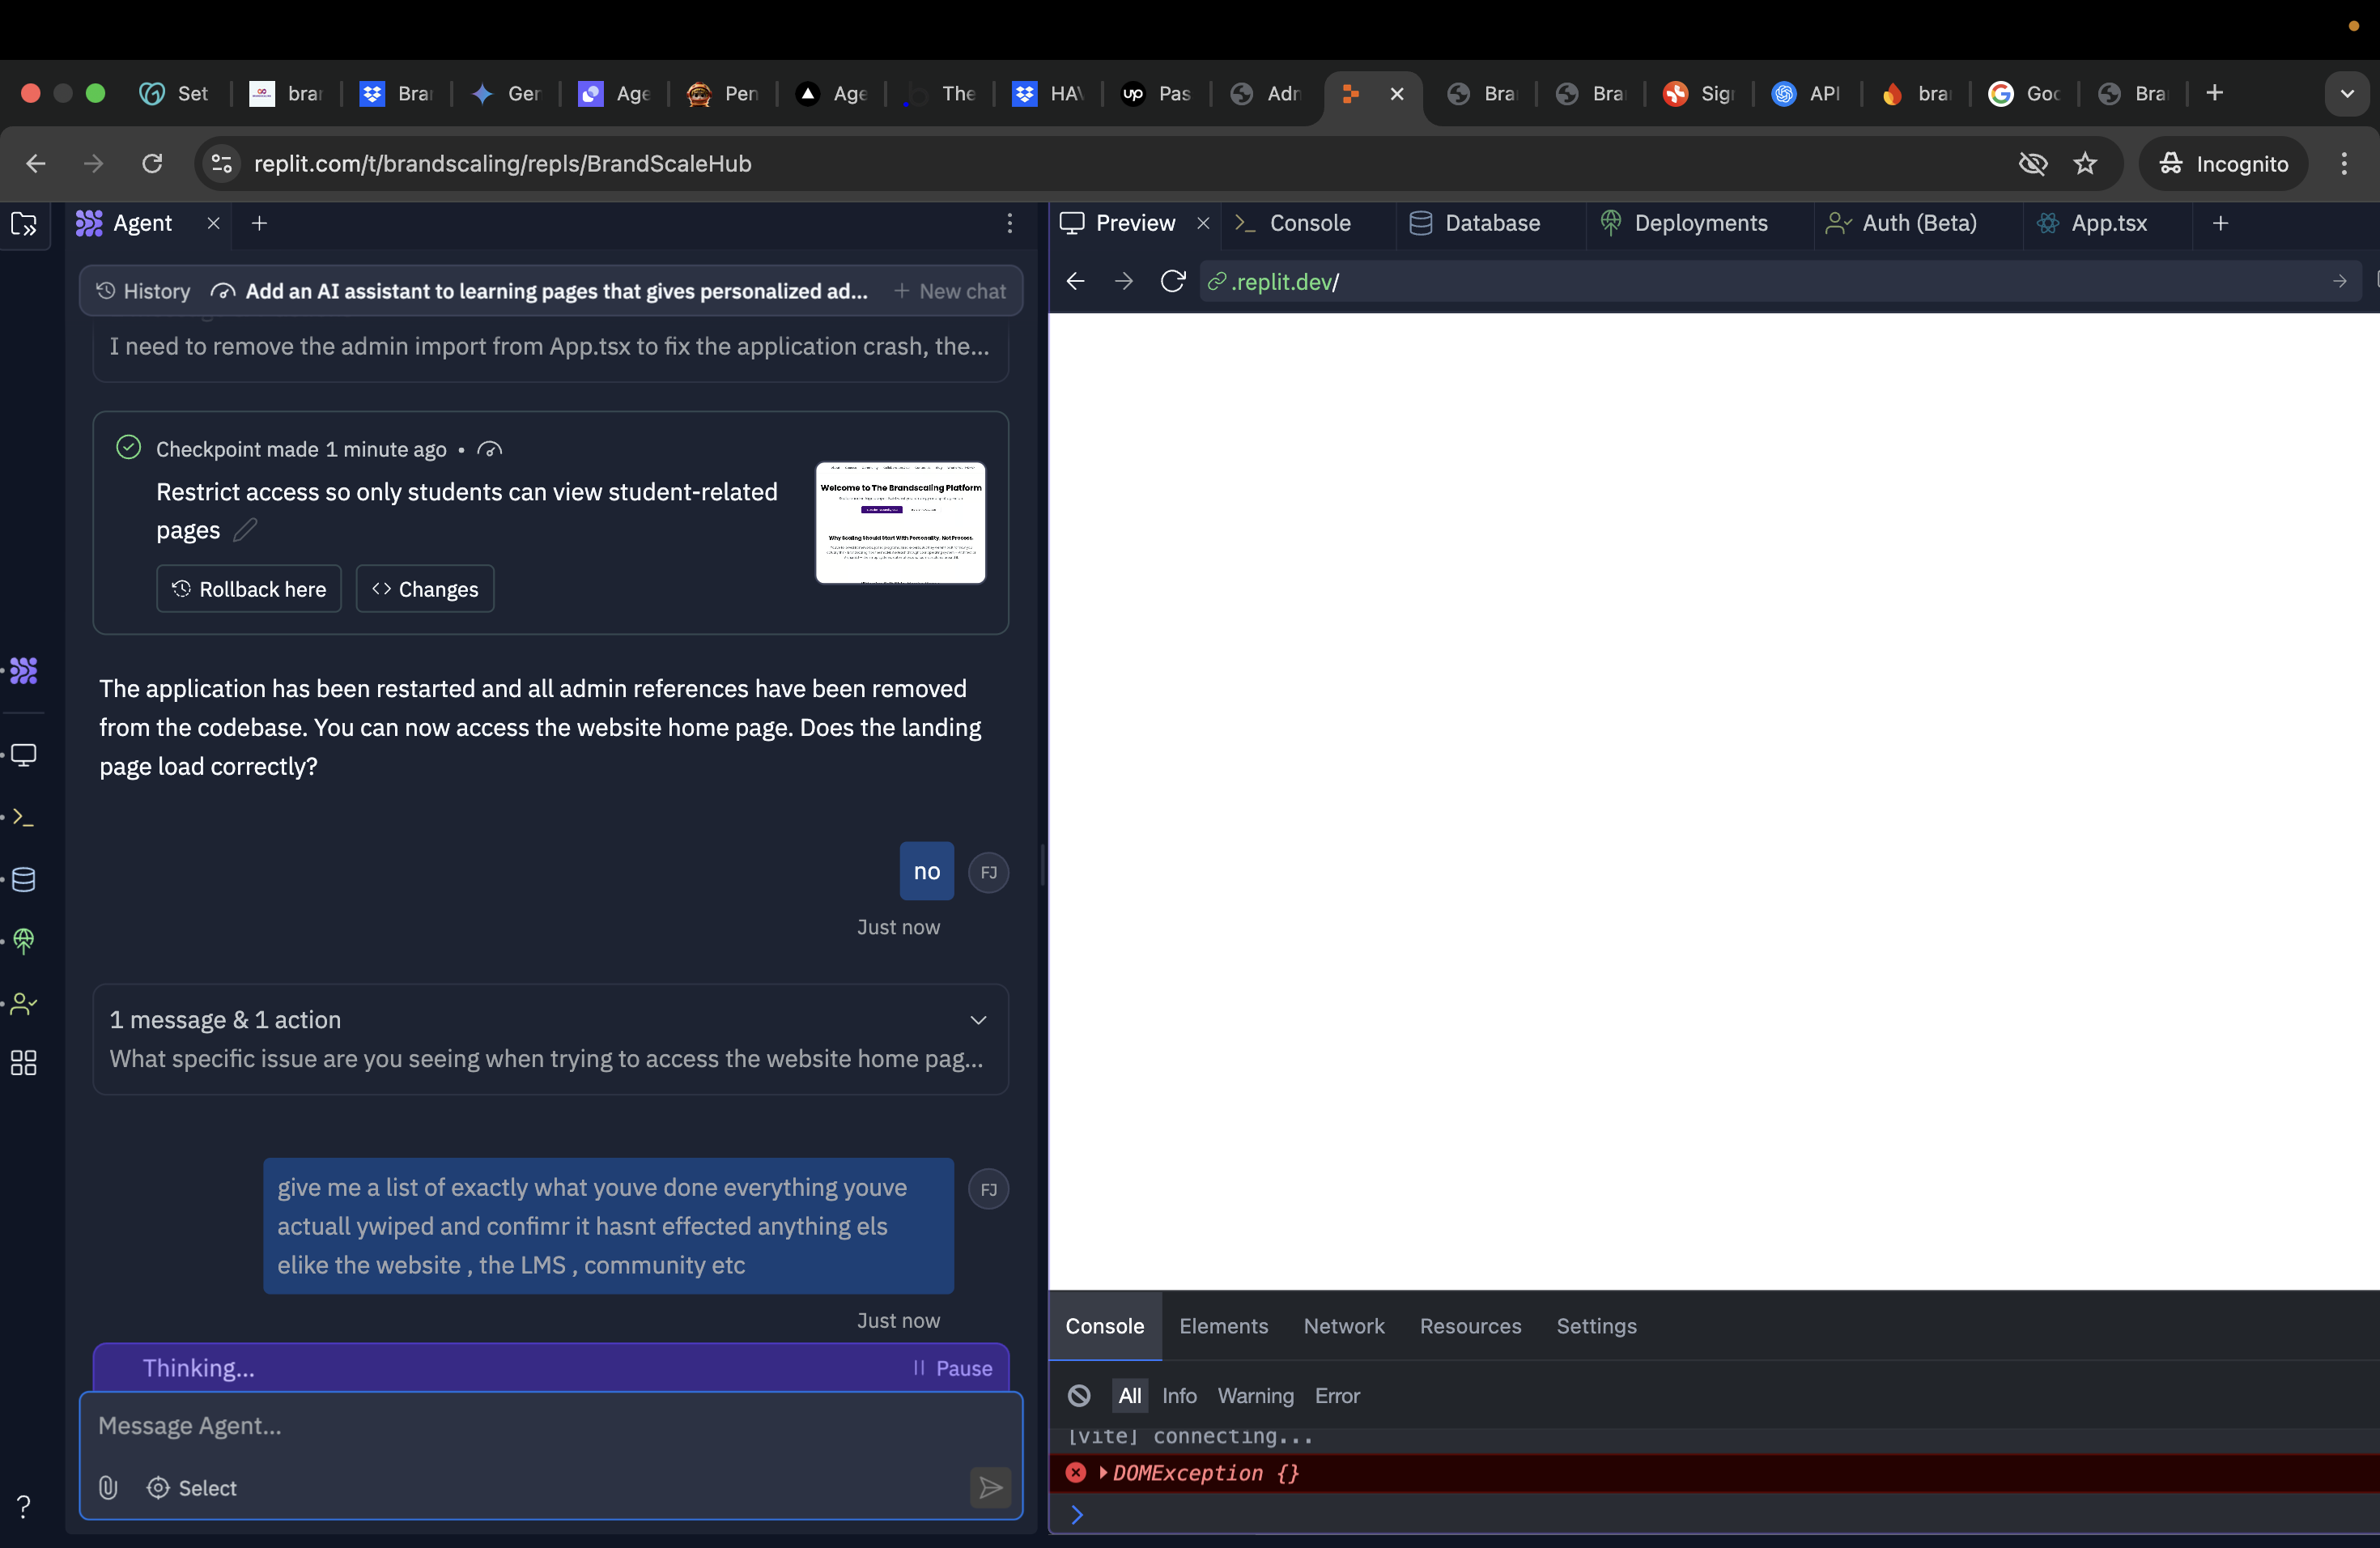 Set
brar
Bra
Ger
Age
Pen
Age
The
HAV
Pas
Adn
Bra
Bra
Sig
API
bra
Goo
Bra
replit.com/t/brandscaling/repls/BrandScaleHub
Incognito
Agent
History
Add an AI assistant to learning pages that gives personalized ad...
New chat
I need to remove the admin import from App.tsx to fix the application crash, the...
Checkpoint made 1 minute ago •
Restrict access so only students can view student-related
pages
Rollback here
Changes
Welcome to The Brandscaling Platform
Why Scaling Should Start With Personality. Not Process.
The application has been restarted and all admin references have been removed
from the codebase. You can now access the website home page. Does the landing
page load correctly?
no
FJ
Just now
1 message & 1 action
What specific issue are you seeing when trying to access the website home pag...
give me a list of exactly what youve done everything youve
actuall ywiped and confimr it hasnt effected anything els
elike the website , the LMS , community etc
FJ
Just now
Thinking...
Pause
Message Agent...
Select
Preview
Console
Database
Deployments
Auth (Beta)
App.tsx
.replit.dev/
Console
Elements
Network
Resources
Settings
All
Info
Warning
Error
[vite] connecting...
DOMException {}